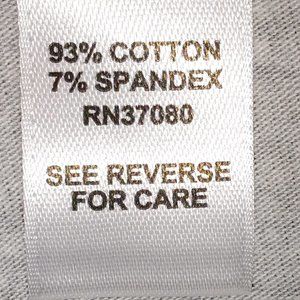 93% COTTON
7% SPANDEX
RN37080
SEE REVERSE
FOR CARE